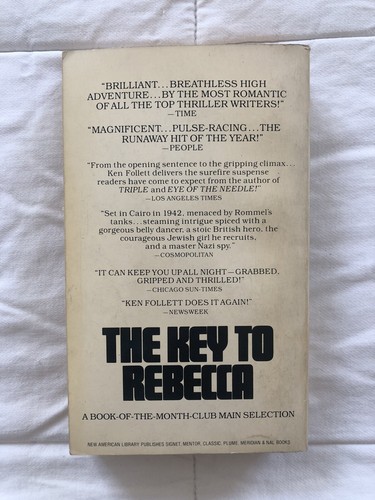 "BRILLIANT...BREATHLESS HIGH
ADVENTURE...BY THE MOST ROMANTIC
OF ALL THE TOP THRILLER WRITERS!"
—TIME
"MAGNIFICENT...PULSE-RACING...THE
RUNAWAY HIT OF THE YEAR!"
—PEOPLE
"From the opening sentence to the gripping climax...
Ken Follett delivers the surefire suspense
readers have come to expect from the author of
TRIPLE and EYE OF THE NEEDLE!"
—LOS ANGELES TIMES
"Set in Cairo in 1942, menaced by Rommel's
tanks...steaming intrigue spiced with a
gorgeous belly dancer, a stoic British hero, the
courageous Jewish girl he recruits,
and a master Nazi spy."
—COSMOPOLITAN
"IT CAN KEEP YOU UP ALL NIGHT—GRABBED,
GRIPPED AND THRILLED!"
—CHICAGO SUN-TIMES
"KEN FOLLETT DOES IT AGAIN!"
—NEWSWEEK
THE KEY TO
REBECCA
A BOOK-OF-THE-MONTH-CLUB MAIN SELECTION
NEW AMERICAN LIBRARY PUBLISHES SIGNET, MENTOR, CLASSIC, PLUME, MERIDIAN & NAL BOOKS